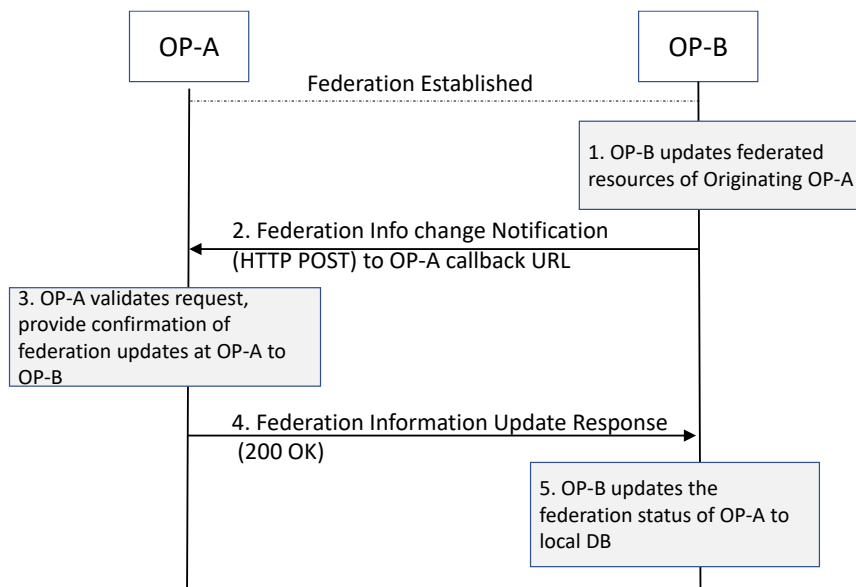 OP-A
OP-B
Federation Established
1. OP-B updates federated
resources of Originating OP-A
2. Federation Info change Notification
(HTTP POST) to OP-A callback URL
3. OP-A validates request,
provide confirmation of
federation updates at OP-A to
OP-B
4. Federation Information Update Response
(200 OK)
5. OP-B updates the
federation status of OP-A to
local DB